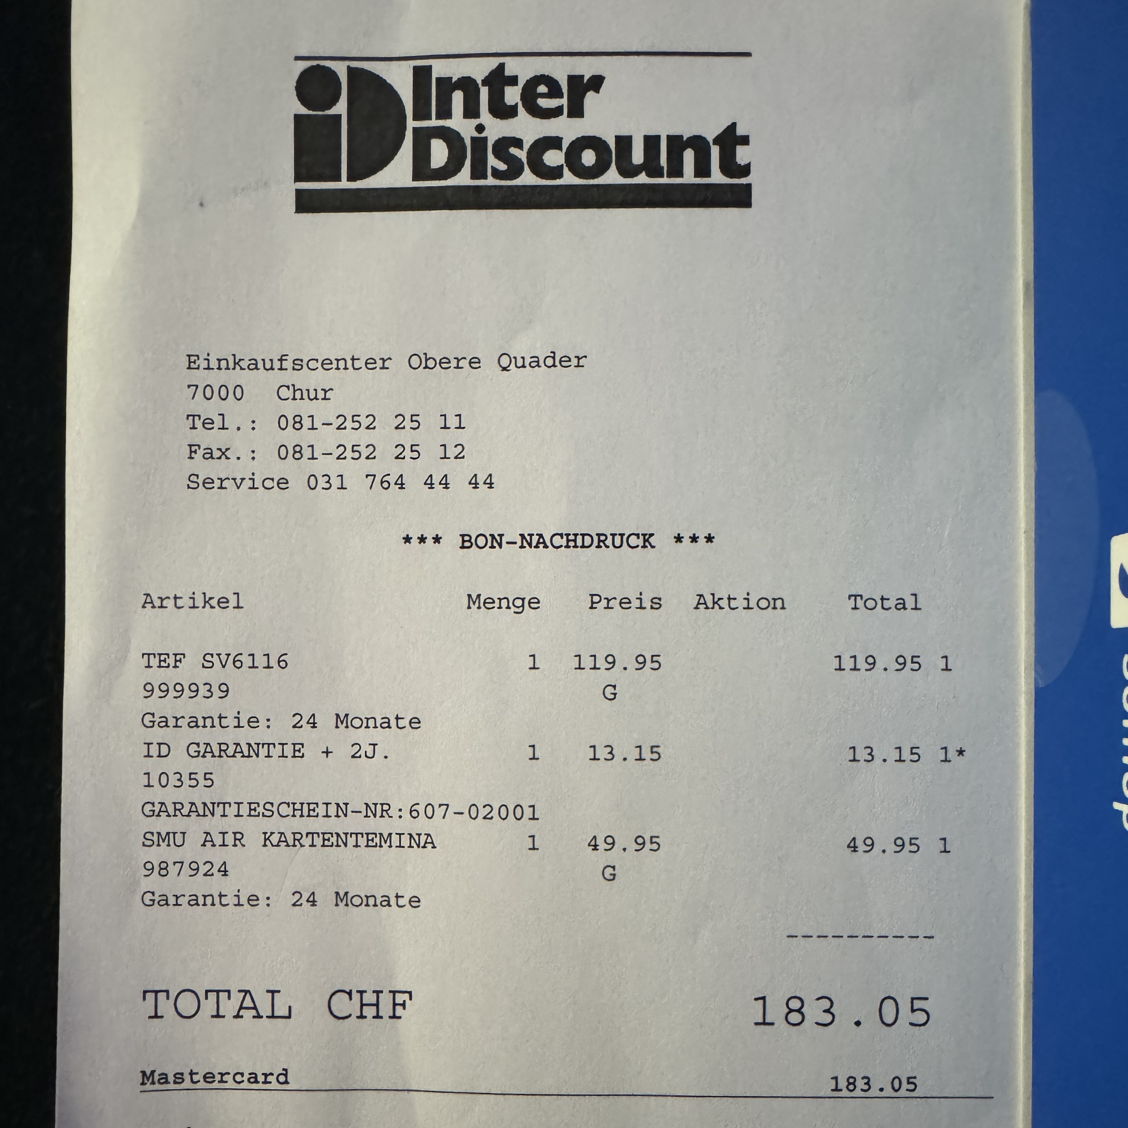 iD Inter
Discount
Einkaufscenter Obere Quader
7000 Chur
Tel.: 081-252 25 11
Fax.: 081-252 25 12
Service 031 764 44 44
*** BON-NACHDRUCK ***
Artikel Menge Preis Aktion Total
TEF SV6116 1 119.95 119.95 1
999939 G
Garantie: 24 Monate
ID GARANTIE + 2J. 1 13.15 13.15 1*
10355
GARANTIESCHEIN-NR:607-02001
SMU AIR KARTENTEMINA 1 49.95 49.95 1
987924 G
Garantie: 24 Monate
----------
TOTAL CHF 183.05
Mastercard 183.05